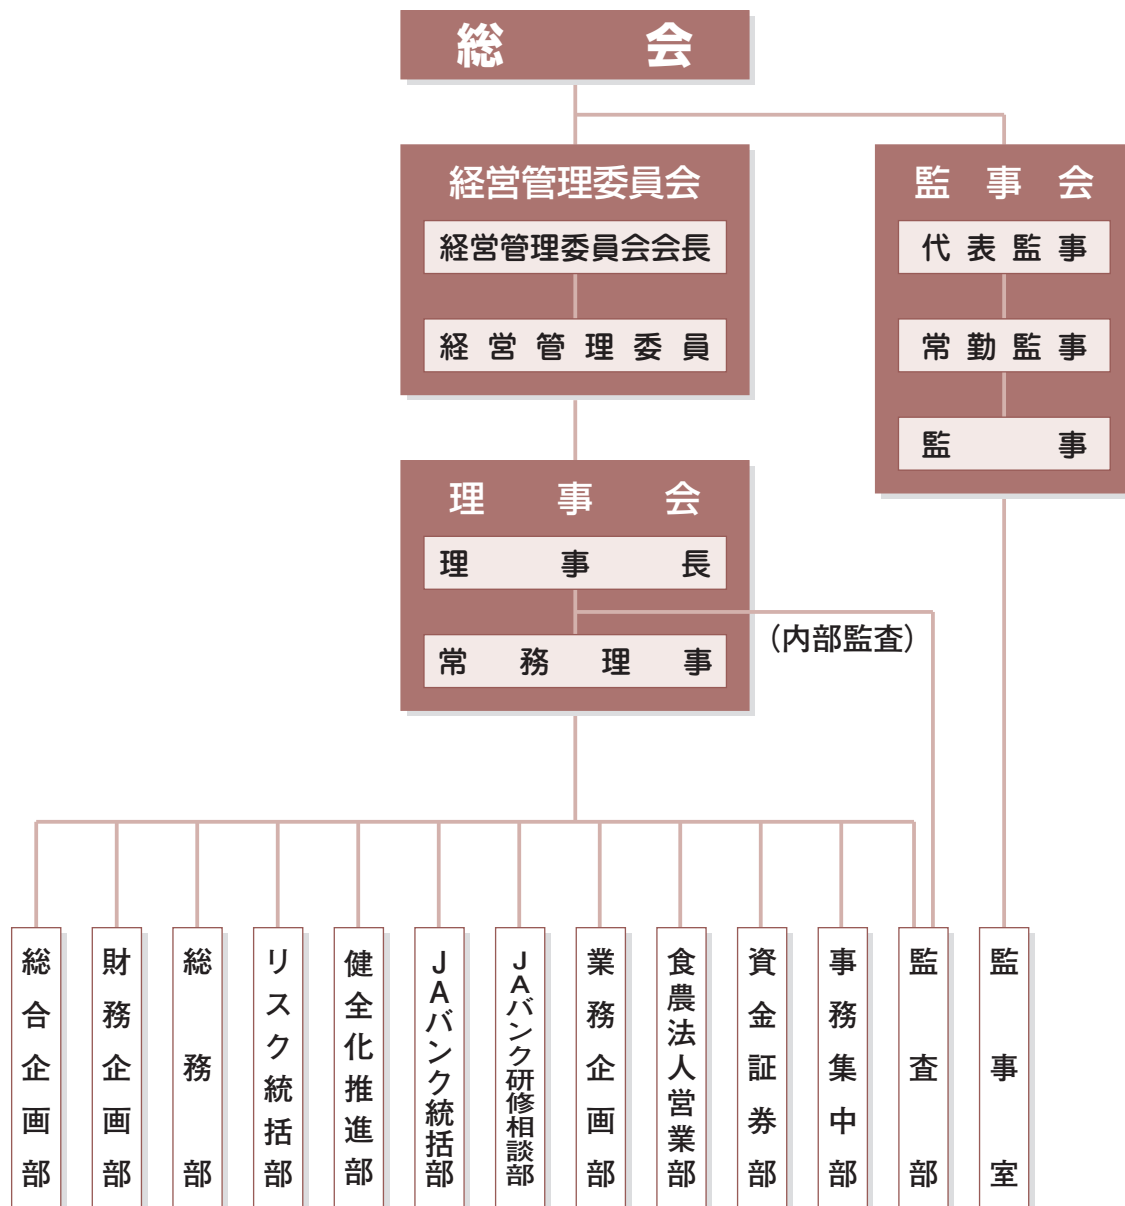 総会
経営管理委員会
経営管理委員会会長
経営管理委員
監事会
代表監事
常勤監事
監事
理事会
理事長
常務理事
（内部監査）
総合企画部
財務企画部
総務部
リスク統括部
健全化推進部
JAバンク統括部
JAバンク研修相談部
業務企画部
食農法人営業部
資金証券部
事務集中部
監査部
監事室